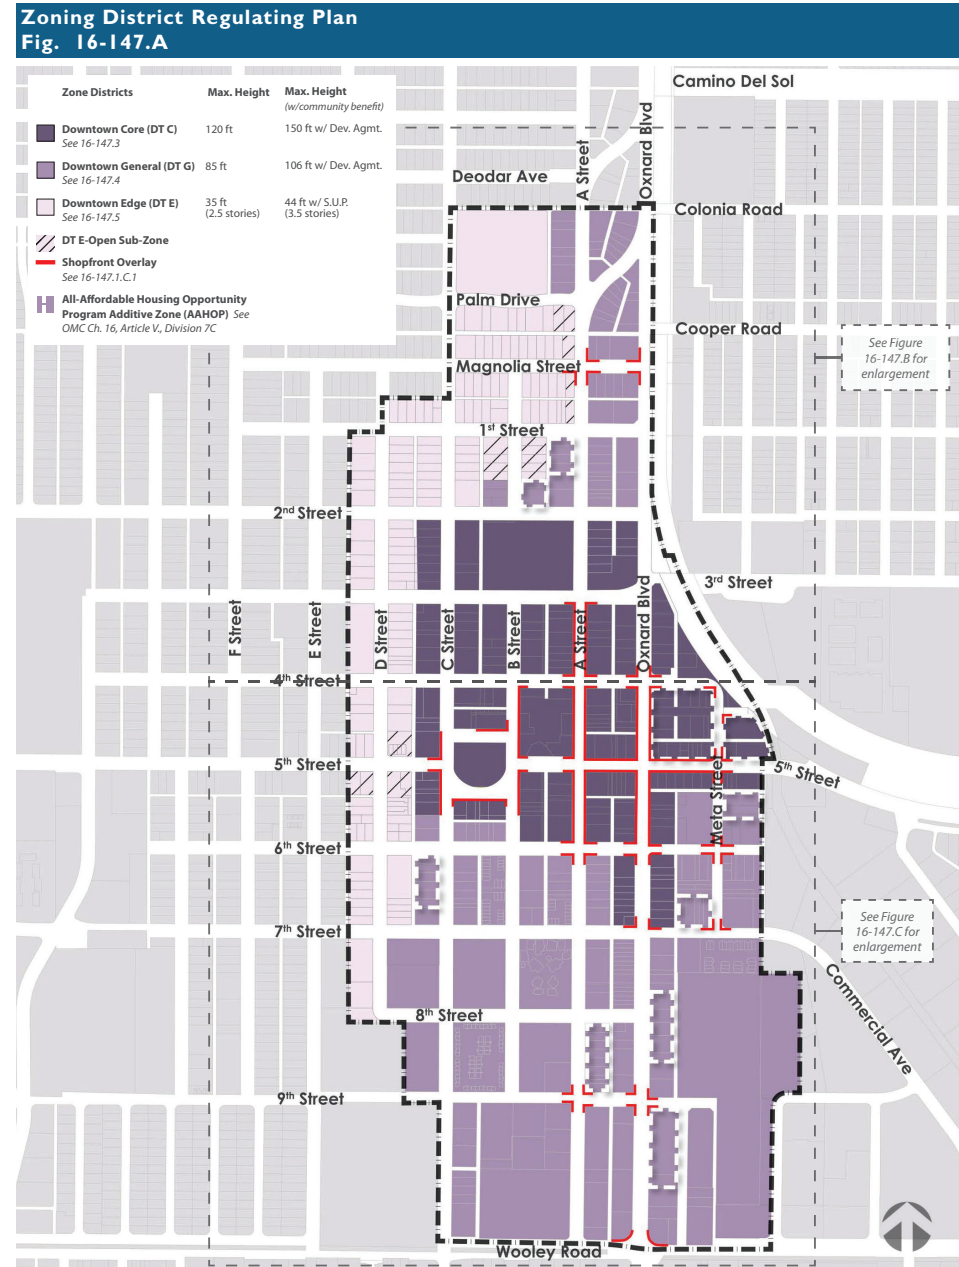 Zoning District Regulating Plan
Fig. 16-147.A
Zone Districts
Max. Height
Max. Height
(w/community benefit)
Downtown Core (DT C)
See 16-147.3
120 ft
150 ft w/ Dev. Agmt.
Downtown General (DT G)
See 16-147.4
85 ft
106 ft w/ Dev. Agmt.
Downtown Edge (DT E)
See 16-147.5
35 ft
(2.5 stories)
44 ft w/ S.U.P.
(3.5 stories)
DT E-Open Sub-Zone
Shopfront Overlay
See 16-147.1.C.1
All-Affordable Housing Opportunity
Program Additive Zone (AAHOP) See
OMC Ch. 16, Article V., Division 7C
Camino Del Sol
Oxnard Blvd
A Street
Deodar Ave
Colonia Road
Palm Drive
Cooper Road
See Figure
16-147.B for
enlargement
Magnolia Street
1st Street
2nd Street
3rd Street
F Street
E Street
D Street
C Street
B Street
A Street
Oxnard Blvd
4th Street
5th Street
5th Street
Meta Street
6th Street
7th Street
See Figure
16-147.C for
enlargement
Commercial Ave
8th Street
9th Street
Wooley Road